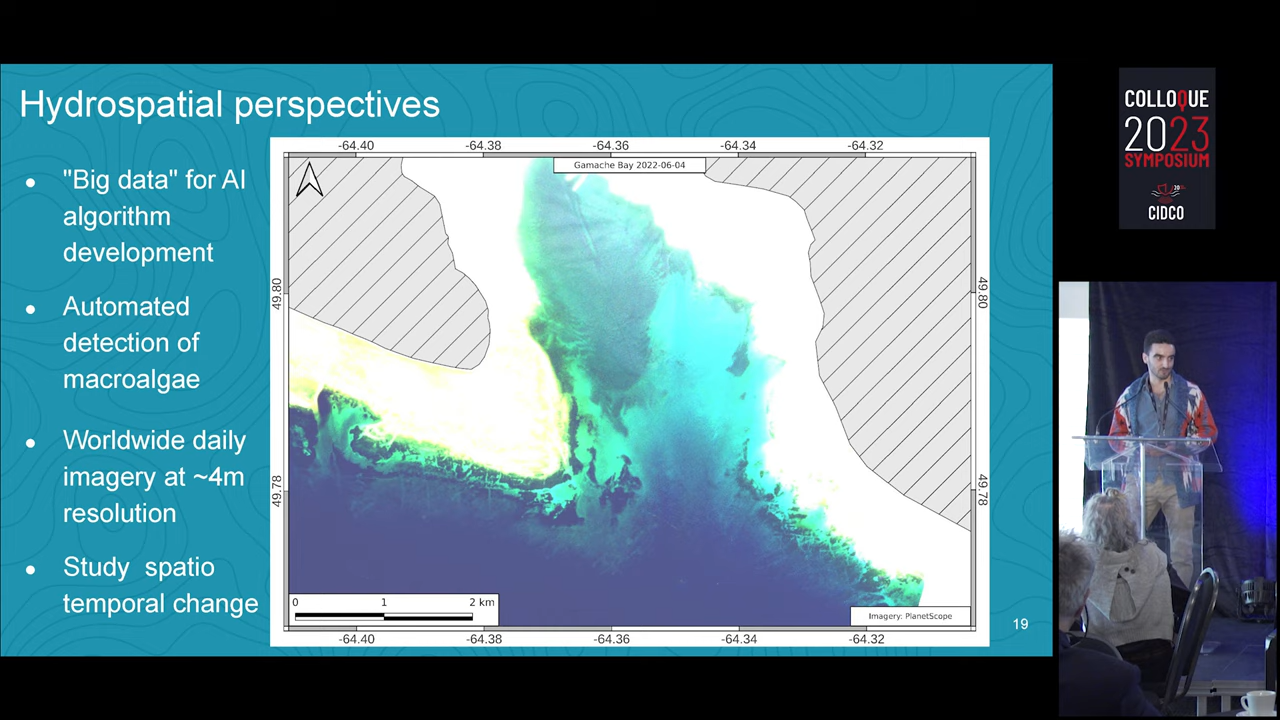 Hydrospatial perspectives
"Big data" for AI
algorithm
development
Automated
detection of
macroalgae
Worldwide daily
imagery at ~4m
resolution
Study spatio
temporal change
-64.40 -64.38 -64.36 -64.34 -64.32
Gamache Bay 2022-06-04
49.80
49.80
49.78
49.78
0 1 2 km
Imagery: PlanetScope
-64.40 -64.38 -64.36 -64.34 -64.32
19
COLLOQUE
2023
SYMPOSIUM
CIDCO